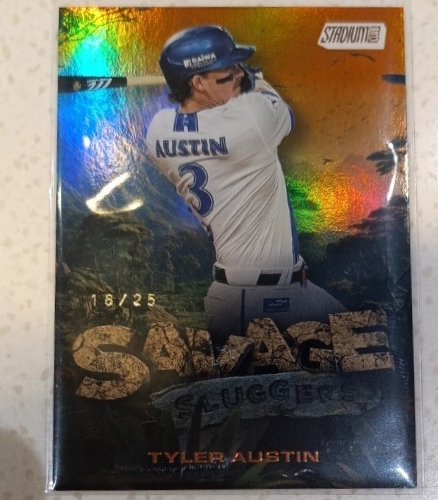 STADIUM
DAIWA
AUSTIN
3
18/25
SAVAGE
SLUGGERS
TYLER AUSTIN